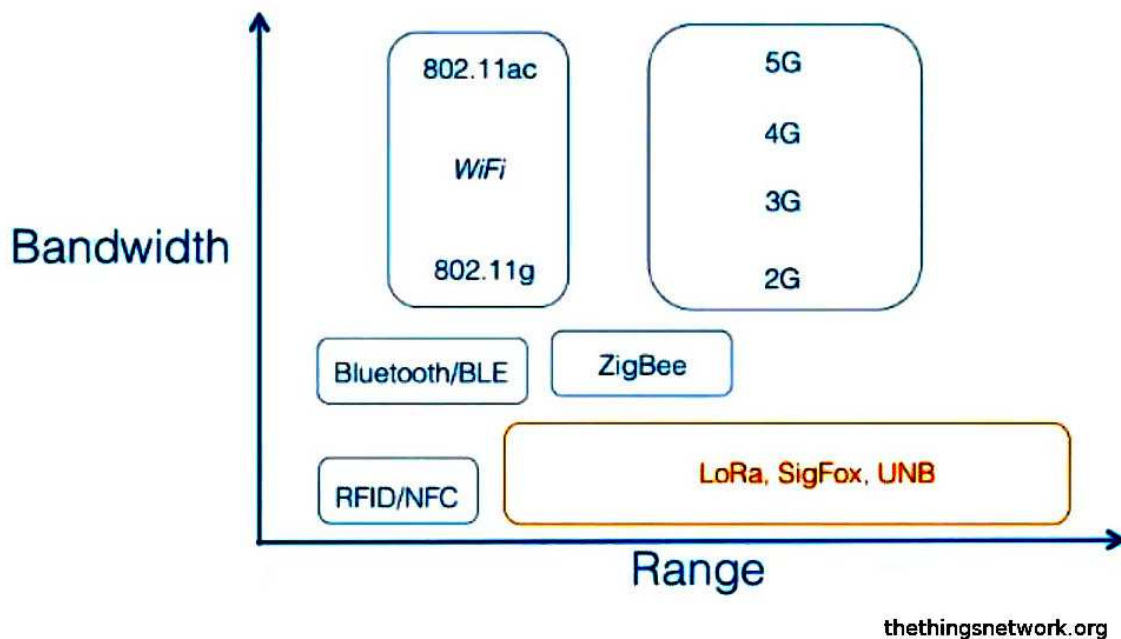 802.11ac
WiFi
802.11g
5G
4G
3G
2G
Bandwidth
Bluetooth/BLE
ZigBee
RFID/NFC
LoRa, SigFox, UNB
Range
thethingsnetwork.org